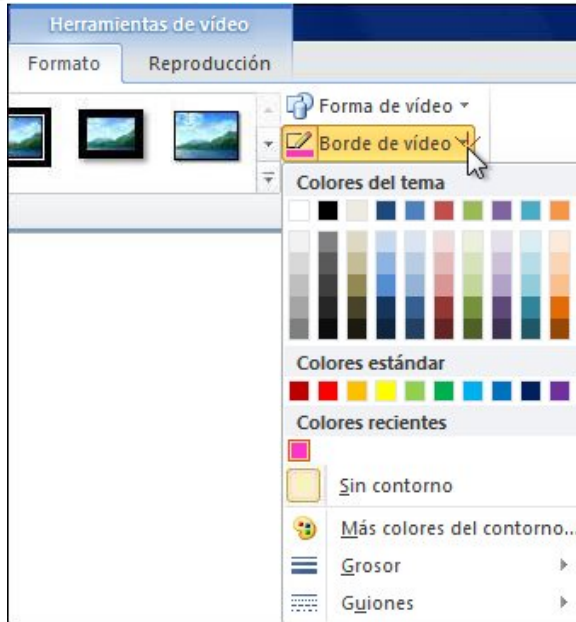 Herramientas de vídeo
Formato Reproducción
Forma de vídeo
Borde de vídeo
Colores del tema
Colores estándar
Colores recientes
Sin contorno
Más colores del contorno...
Grosor
Guiones